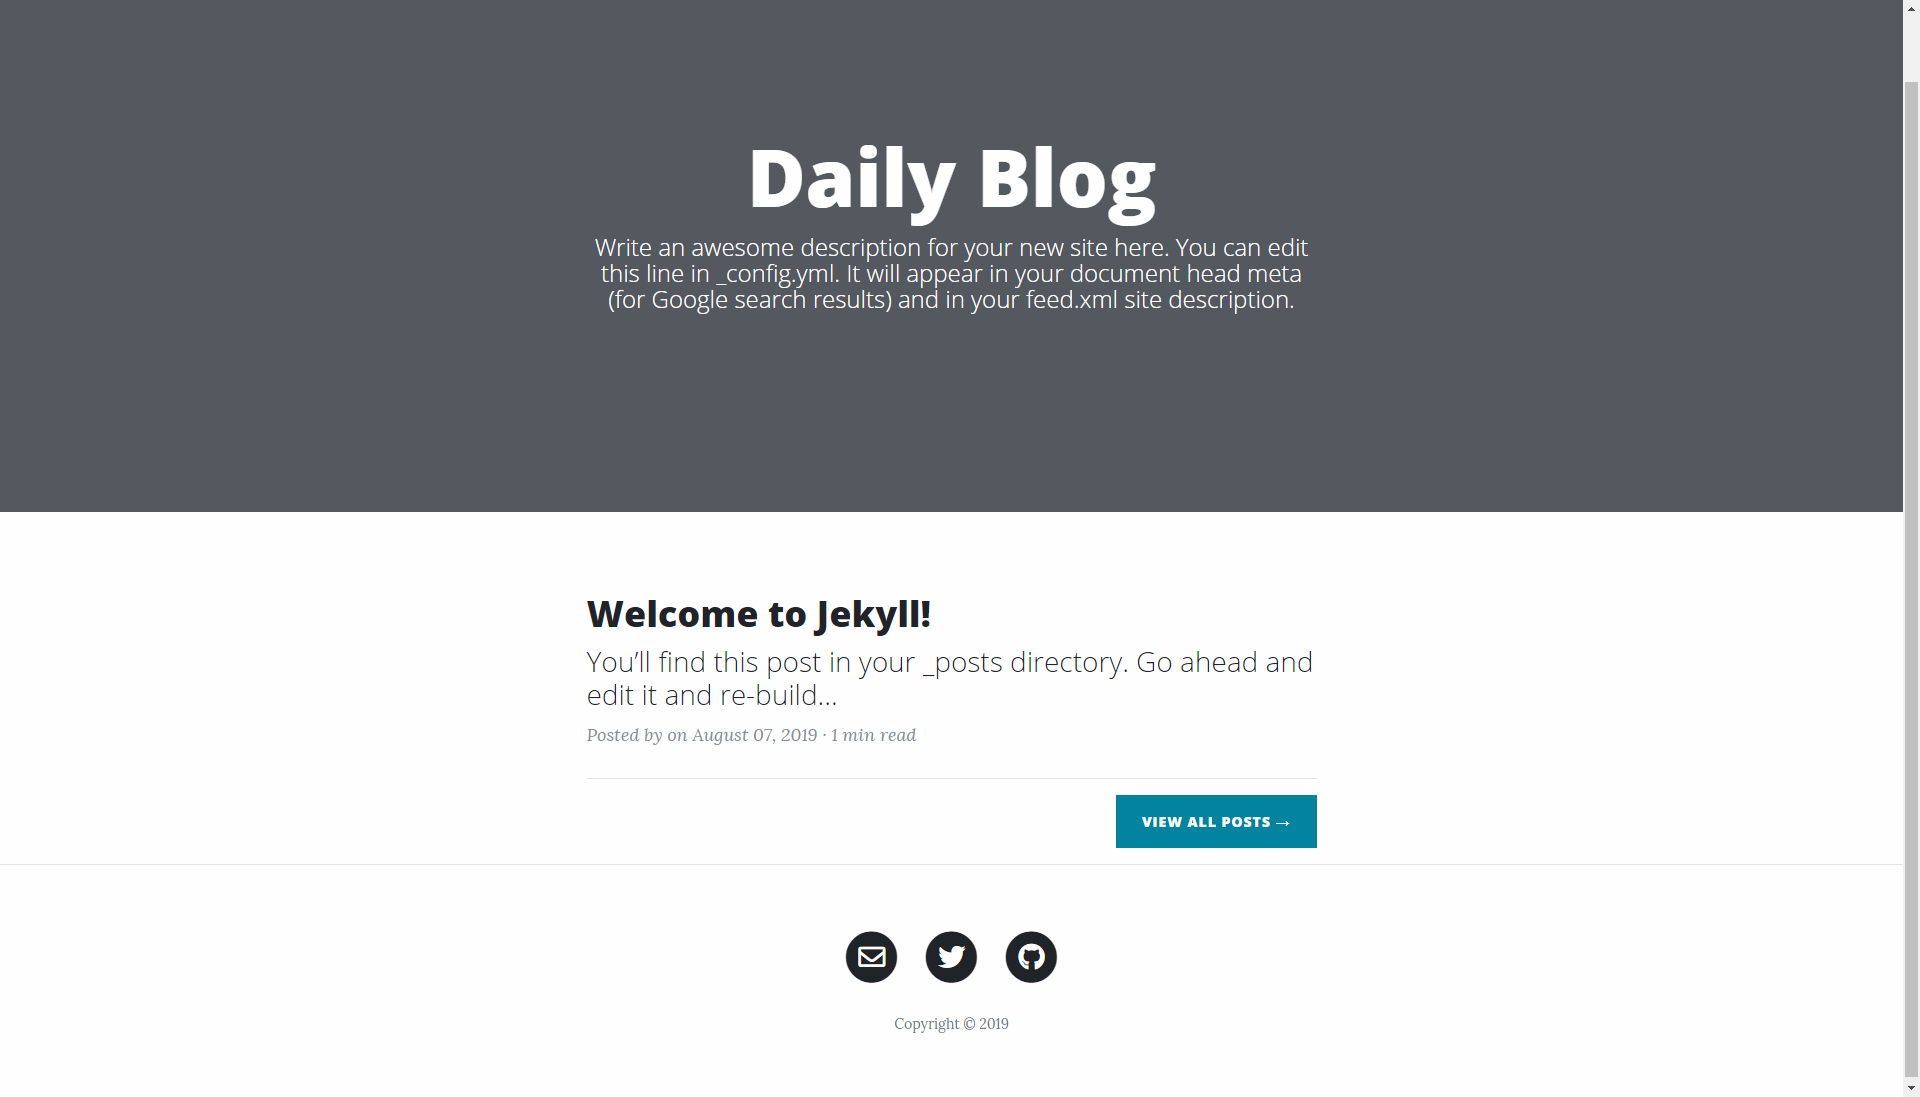 Daily Blog
Write an awesome description for your new site here. You can edit
this line in _config.yml. It will appear in your document head meta
(for Google search results) and in your feed.xml site description.
Welcome to Jekyll!
You’ll find this post in your _posts directory. Go ahead and
edit it and re-build...
Posted by on August 07, 2019 · 1 min read
VIEW ALL POSTS →
Copyright © 2019